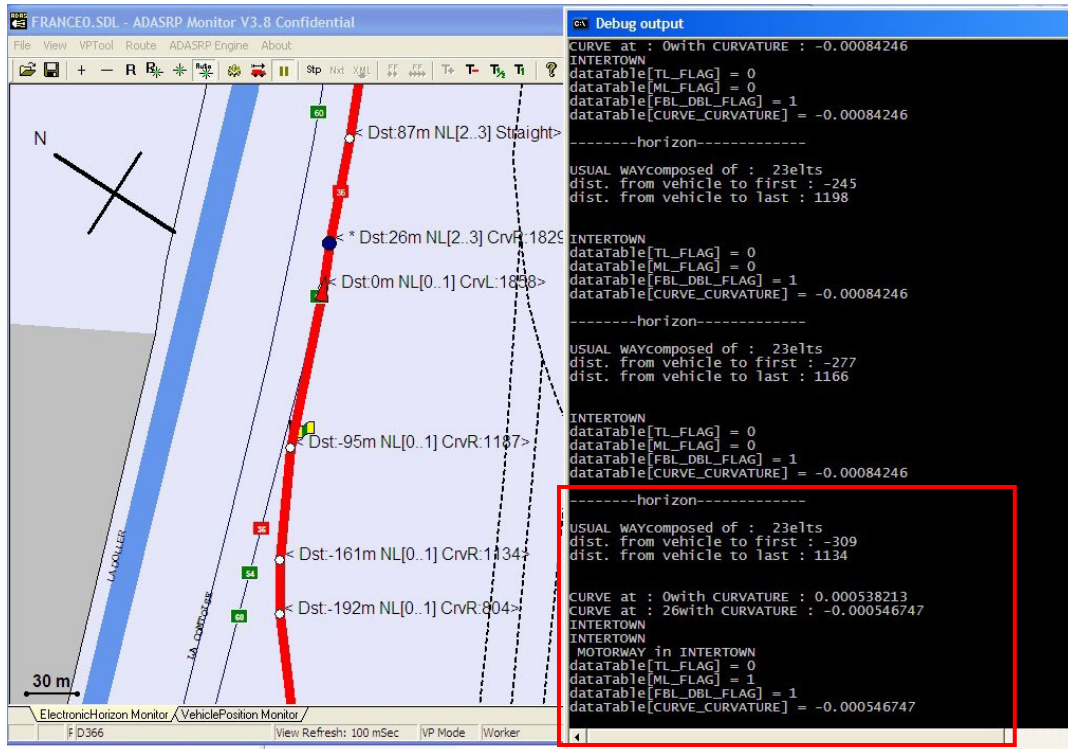 FRANCE0.SDL - ADASRP Monitor V3.8 Confidential
File View VPTool Route ADASRP Engine About
+ - R R Auto Stp Nxt XML FF FF T+ T- T½ T1 ?
N
60
< Dst:87m NL[2..3] Straight>
36
< * Dst:26m NL[2..3] CrvR:1829
< Dst:0m NL[0..1] CrvL:1858>
< Dst:-95m NL[0..1] CrvR:1187>
36
LA DOLLER
< Dst:-161m NL[0..1] CrvR:1134>
54
< Dst:-192m NL[0..1] CrvR:804>
60
30 m
ElectronicHorizon Monitor VehiclePosition Monitor
F D366 View Refresh: 100 mSec VP Mode Worker
Debug output
CURVE at : 0with CURVATURE : -0.00084246
INTERTOWN
dataTable[TL_FLAG] = 0
dataTable[ML_FLAG] = 0
dataTable[FBL_DBL_FLAG] = 1
dataTable[CURVE_CURVATURE] = -0.00084246
--------horizon-------------
USUAL WAYcomposed of :  23elts
dist. from vehicle to first : -245
dist. from vehicle to last : 1198
INTERTOWN
dataTable[TL_FLAG] = 0
dataTable[ML_FLAG] = 0
dataTable[FBL_DBL_FLAG] = 1
dataTable[CURVE_CURVATURE] = -0.00084246
--------horizon-------------
USUAL WAYcomposed of :  23elts
dist. from vehicle to first : -277
dist. from vehicle to last : 1166
INTERTOWN
dataTable[TL_FLAG] = 0
dataTable[ML_FLAG] = 0
dataTable[FBL_DBL_FLAG] = 1
dataTable[CURVE_CURVATURE] = -0.00084246
--------horizon-------------
USUAL WAYcomposed of :  23elts
dist. from vehicle to first : -309
dist. from vehicle to last : 1134
CURVE at : 0with CURVATURE : 0.000538213
CURVE at : 26with CURVATURE : -0.000546747
INTERTOWN
INTERTOWN
MOTORWAY in INTERTOWN
dataTable[TL_FLAG] = 0
dataTable[ML_FLAG] = 1
dataTable[FBL_DBL_FLAG] = 1
dataTable[CURVE_CURVATURE] = -0.000546747